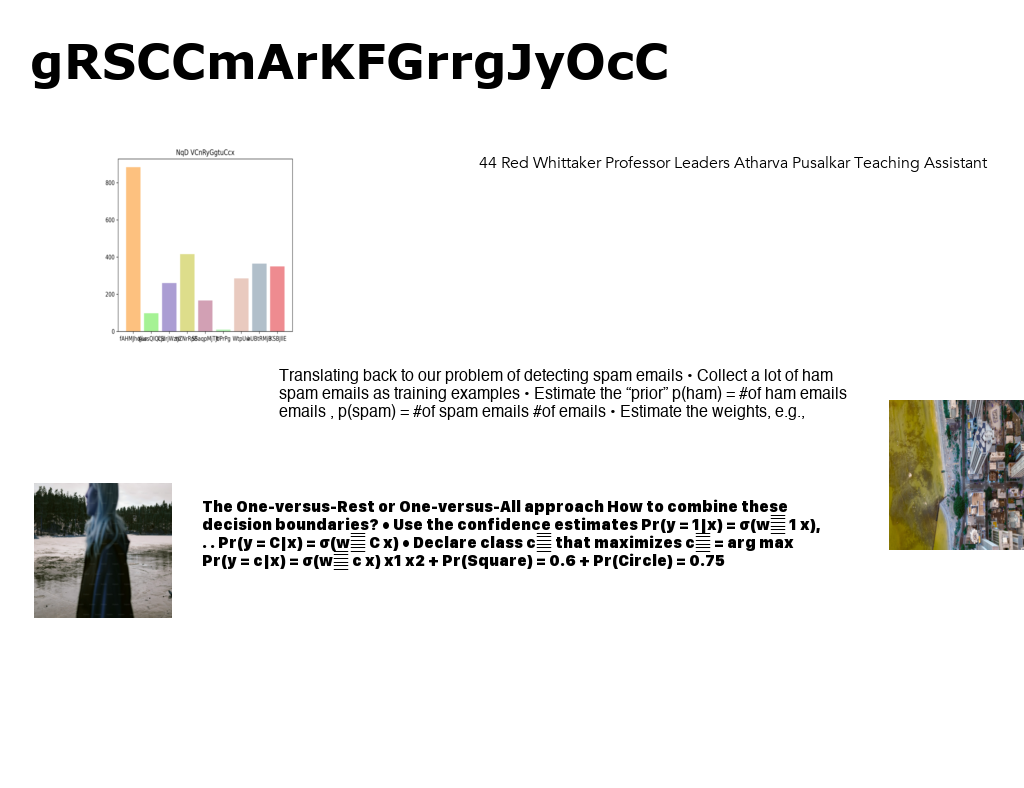 gRSCCmArKFGrrgJyOcC
NqD VCnRyGgtuCcx
44 Red Whittaker Professor Leaders Atharva Pusalkar Teaching Assistant
800
600
400
200
0
Translating back to our problem of detecting spam emails • Collect a lot of ham
spam emails as training examples • Estimate the “prior” p(ham) = #of ham emails
emails , p(spam) = #of spam emails #of emails • Estimate the weights, e.g.,
The One-versus-Rest or One-versus-All approach How to combine these
decision boundaries? • Use the confidence estimates Pr(y = 1|x) = σ(w 1 x),
. . Pr(y = C|x) = σ(w C x) • Declare class c that maximizes c = arg max
Pr(y = c|x) = σ(w c x) x1 x2 + Pr(Square) = 0.6 + Pr(Circle) = 0.75